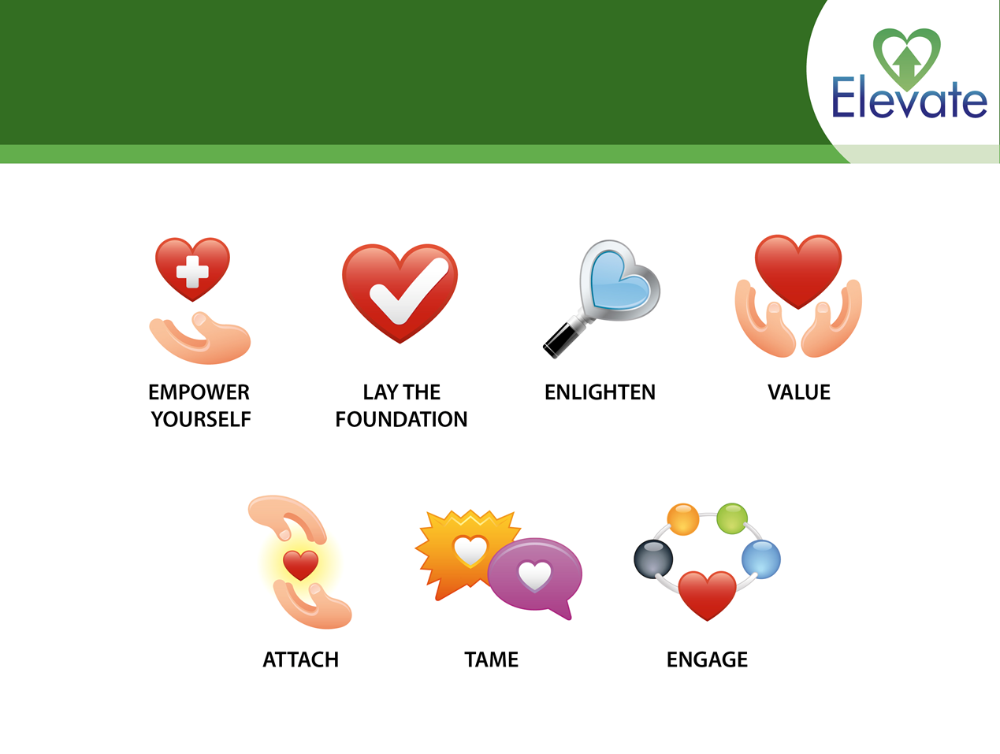 Elevate
EMPOWER
YOURSELF
LAY THE
FOUNDATION
ENLIGHTEN
VALUE
ATTACH
TAME
ENGAGE